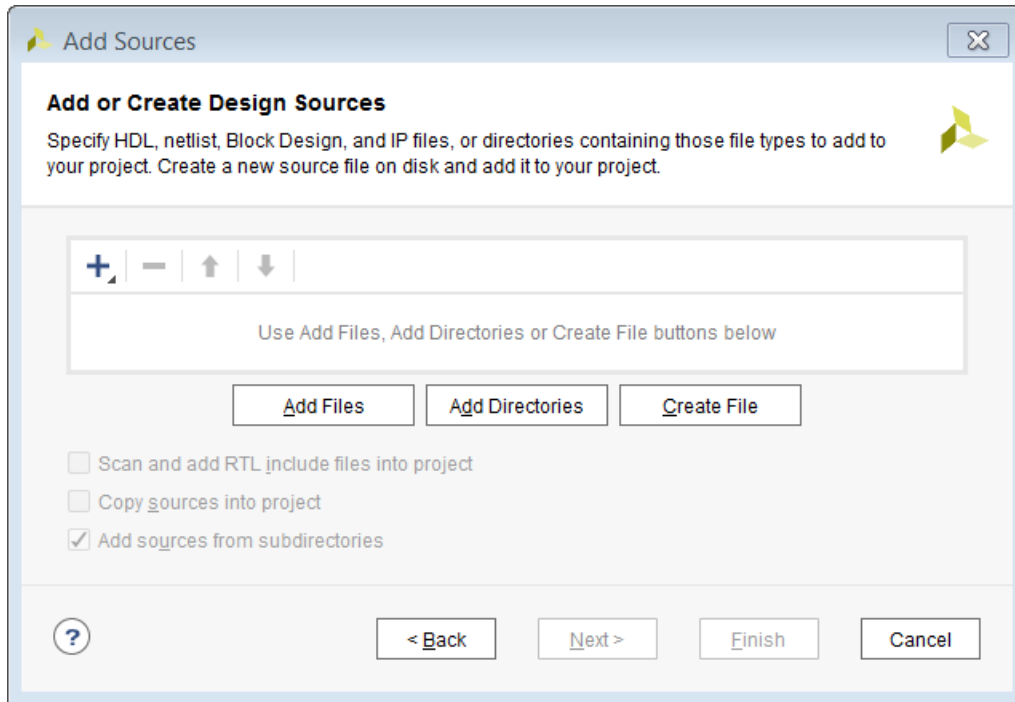 Add Sources
Add or Create Design Sources
Specify HDL, netlist, Block Design, and IP files, or directories containing those file types to add to
your project. Create a new source file on disk and add it to your project.
Use Add Files, Add Directories or Create File buttons below
Add Files Add Directories Create File
Scan and add RTL include files into project
Copy sources into project
Add sources from subdirectories
? < Back Next > Finish Cancel